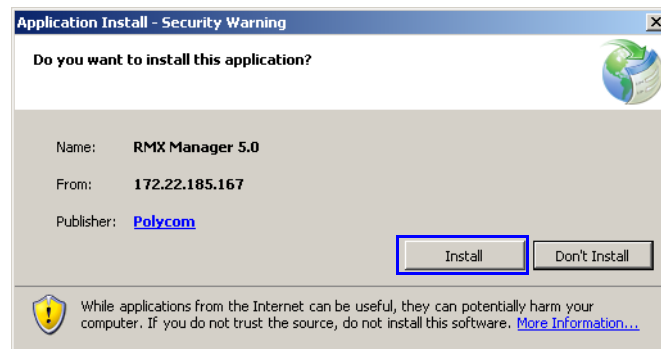 Application Install - Security Warning
Do you want to install this application?
Name: RMX Manager 5.0
From: 172.22.185.167
Publisher: Polycom
Install Don't Install
While applications from the Internet can be useful, they can potentially harm your
computer. If you do not trust the source, do not install this software. More Information...